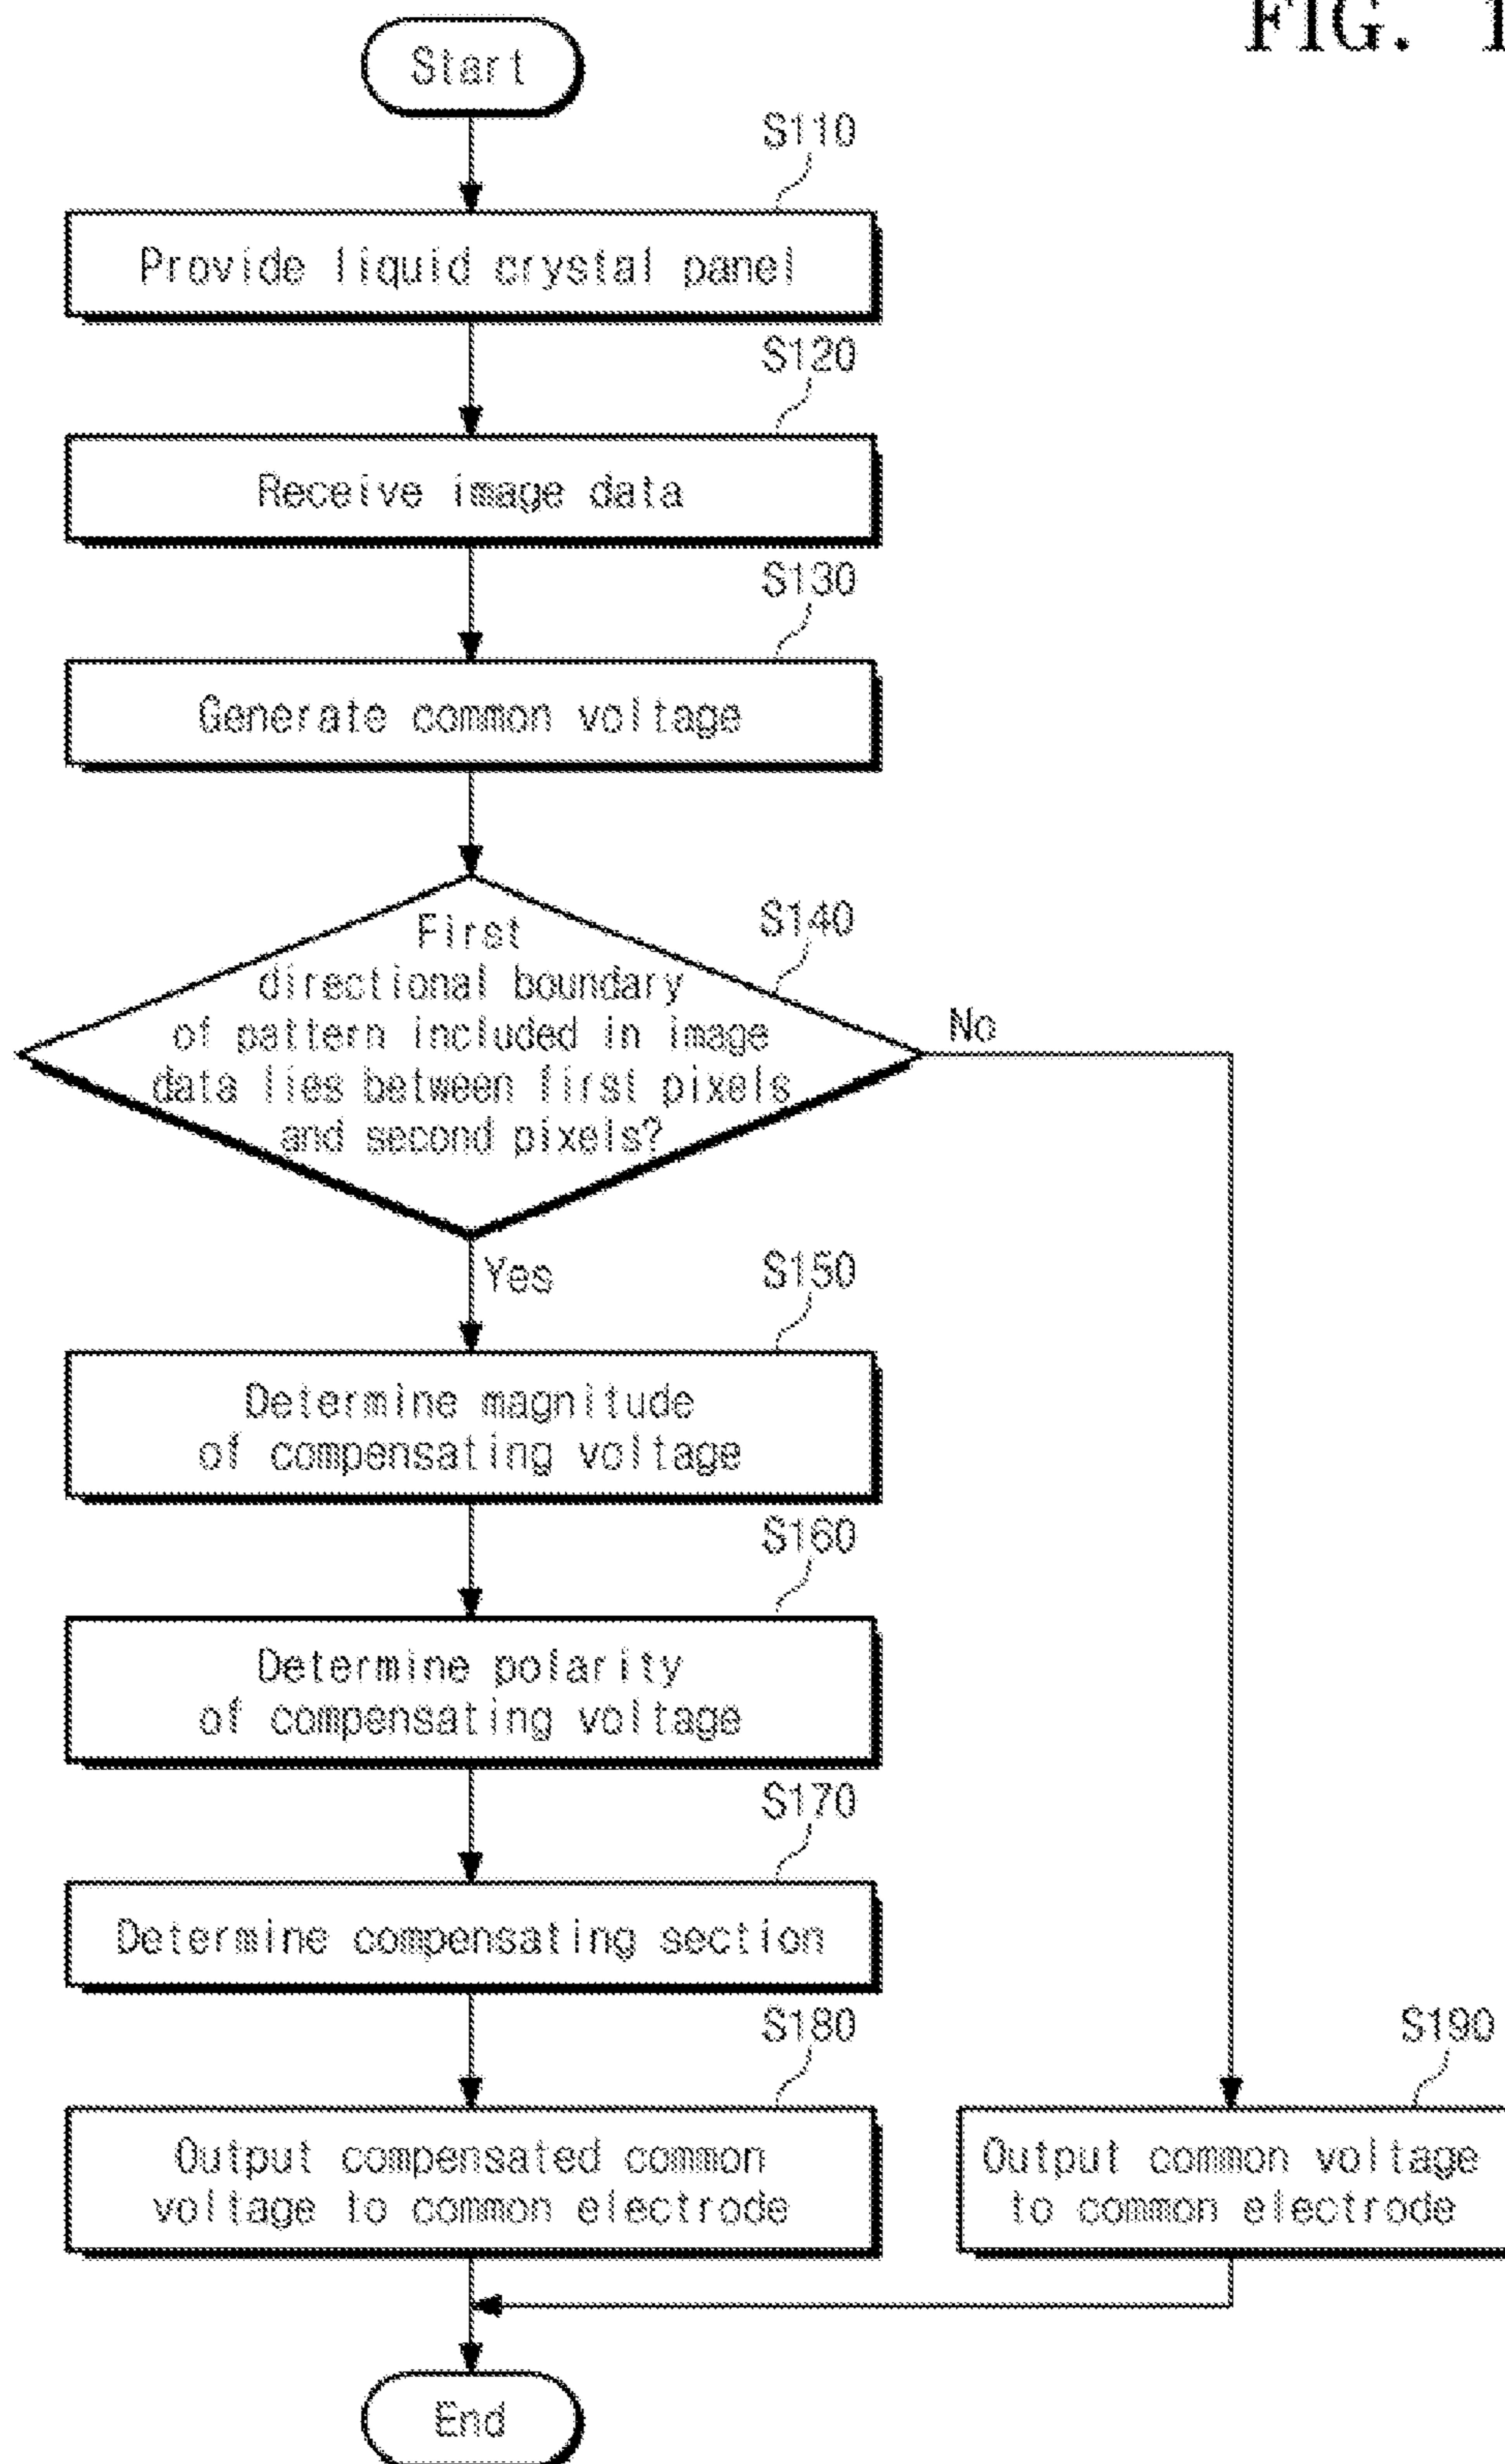 FIG. 1
Start
S110
Provide liquid crystal panel
S120
Receive image data
S130
Generate common voltage
S140
First
directional boundary
of pattern included in image
data lies between first pixels
and second pixels?
No
Yes
S150
Determine magnitude
of compensating voltage
S160
Determine polarity
of compensating voltage
S170
Determine compensating section
S180
Output compensated common
voltage to common electrode
S190
Output common voltage
to common electrode
End